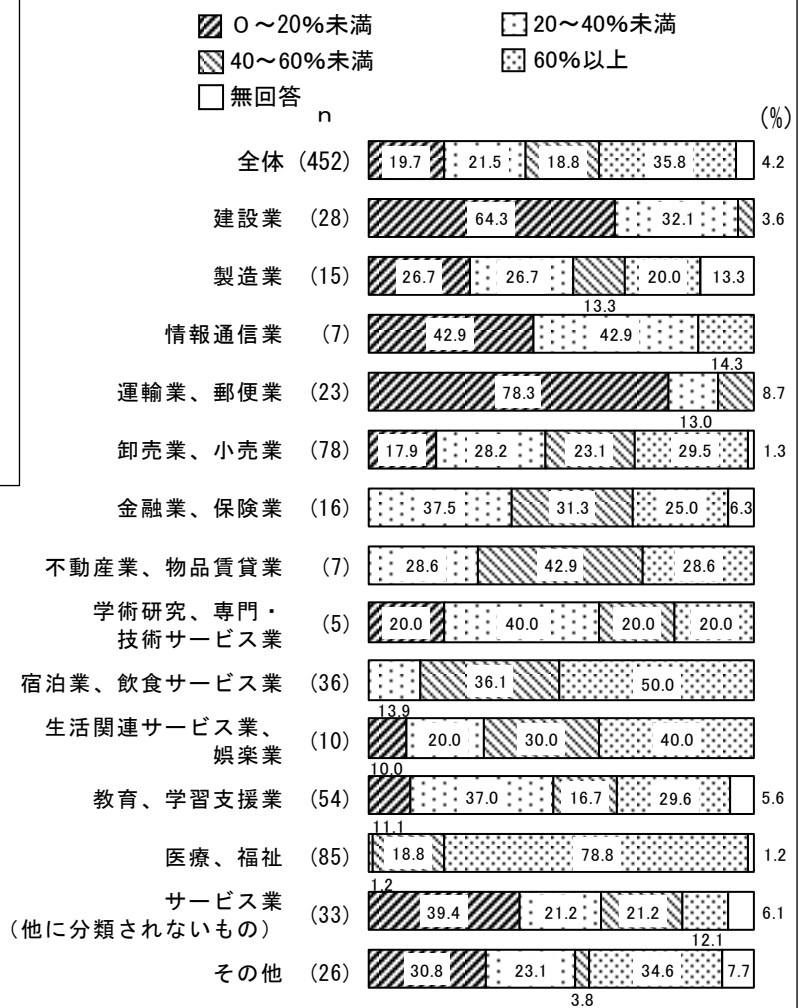 ０～20％未満 20～40％未満
40～60％未満 60％以上
無回答
n
(%)
全体 (452) 19.7 21.5 18.8 35.8 4.2
建設業 (28) 64.3 32.1 3.6
製造業 (15) 26.7 26.7 20.0 13.3
13.3
情報通信業 (7) 42.9 42.9
14.3
運輸業、郵便業 (23) 78.3 8.7
13.0
卸売業、小売業 (78) 17.9 28.2 23.1 29.5 1.3
金融業、保険業 (16) 37.5 31.3 25.0 6.3
不動産業、物品賃貸業 (7) 28.6 42.9 28.6
学術研究、専門・
技術サービス業 (5) 20.0 40.0 20.0 20.0
宿泊業、飲食サービス業 (36) 36.1 50.0
13.9
生活関連サービス業、
娯楽業 (10) 20.0 30.0 40.0
10.0
教育、学習支援業 (54) 37.0 16.7 29.6 5.6
11.1
医療、福祉 (85) 18.8 78.8 1.2
1.2
サービス業
（他に分類されないもの） (33) 39.4 21.2 21.2 6.1
12.1
その他 (26) 30.8 23.1 34.6 7.7
3.8